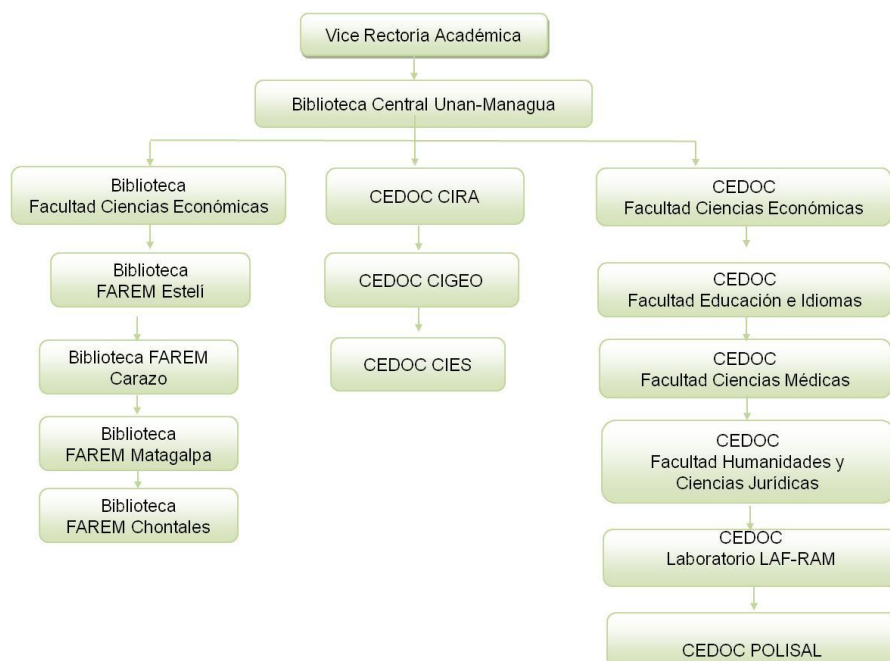 Vice Rectoría Académica
Biblioteca Central Unan-Managua
Biblioteca
Facultad Ciencias Económicas
Biblioteca
FAREM Estelí
Biblioteca FAREM
Carazo
Biblioteca
FAREM Matagalpa
Biblioteca
FAREM Chontales
CEDOC CIRA
CEDOC CIGEO
CEDOC CIES
CEDOC
Facultad Ciencias Económicas
CEDOC
Facultad Educación e Idiomas
CEDOC
Facultad Ciencias Médicas
CEDOC
Facultad Humanidades y
Ciencias Jurídicas
CEDOC
Laboratorio LAF-RAM
CEDOC POLISAL